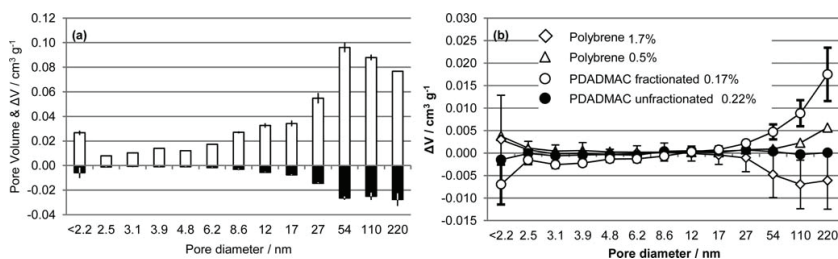 (a)
Pore Volume & ΔV / cm³ g⁻¹
0.12
0.10
0.08
0.06
0.04
0.02
0.00
-0.02
-0.04
<2.2 2.5 3.1 3.9 4.8 6.2 8.6 12 17 27 54 110 220
Pore diameter / nm
(b)
ΔV / cm³ g⁻¹
0.030
0.025
0.020
0.015
0.010
0.005
0.000
-0.005
-0.010
-0.015
Polybrene 1.7%
Polybrene 0.5%
PDADMAC fractionated 0.17%
PDADMAC unfractionated 0.22%
<2.2 2.5 3.1 3.9 4.8 6.2 8.6 12 17 27 54 110 220
Pore diameter / nm